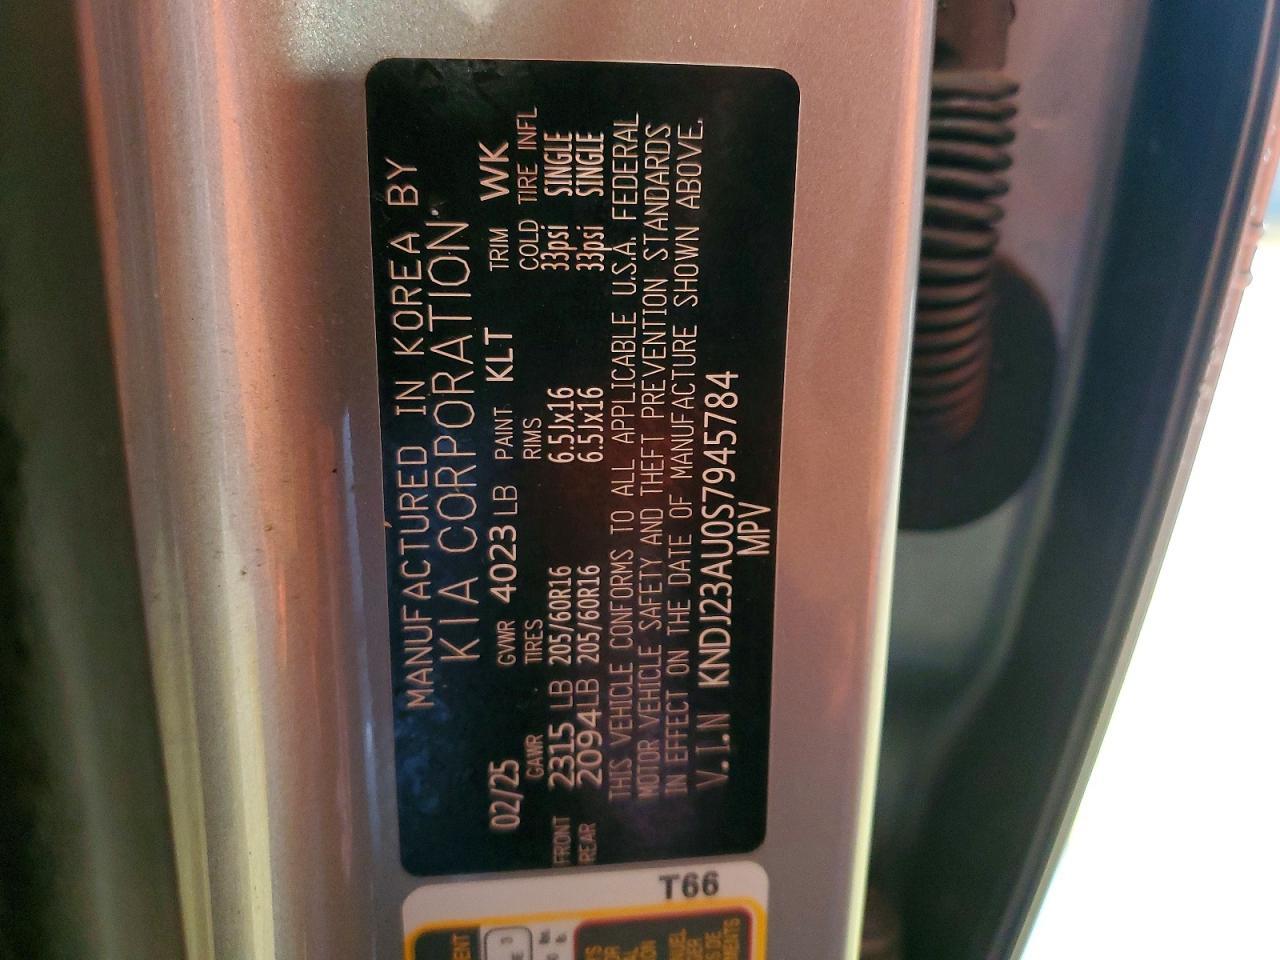 MANUFACTURED IN KOREA BY
KIA CORPORATION.
02/25 GVWR 4023 LB PAINT KLT TRIM WK
GAWR TIRES RIMS COLD TIRE INFL
FRONT 2315 LB 205/60R16 6.5Jx16 33psi SINGLE
REAR 2094 LB 205/60R16 6.5Jx16 33psi SINGLE
THIS VEHICLE CONFORMS TO ALL APPLICABLE U.S.A. FEDERAL
MOTOR VEHICLE SAFETY AND THEFT PREVENTION STANDARDS
IN EFFECT ON THE DATE OF MANUFACTURE SHOWN ABOVE.
V.I.N KNDJ23AU0S7945784
MPV
T66